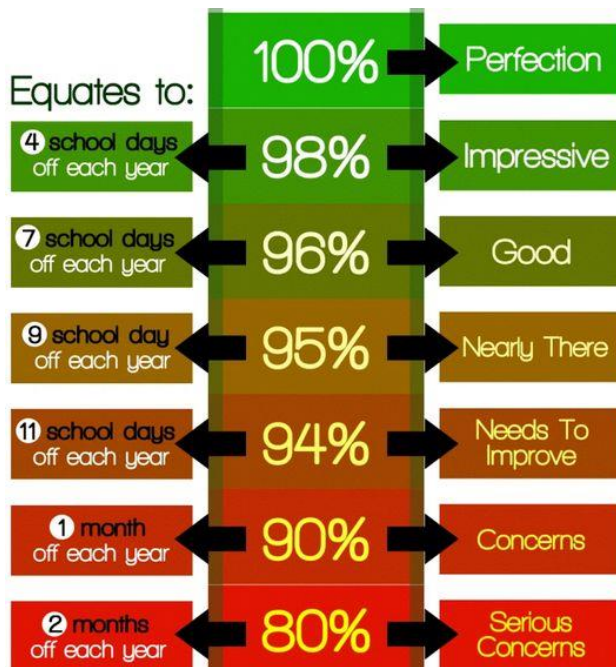 100%
Perfection
Equates to:
4 school days
off each year
98%
Impressive
7 school days
off each year
96%
Good
9 school day
off each year
95%
Nearly There
11 school days
off each year
94%
Needs To
Improve
1 month
off each year
90%
Concerns
2 months
off each year
80%
Serious
Concerns